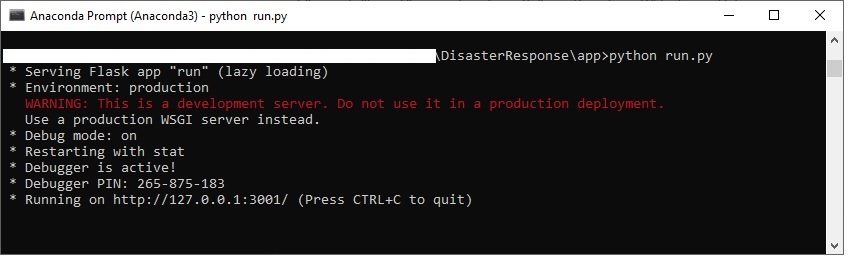 Anaconda Prompt (Anaconda3) - python  run.py
\DisasterResponse\app>python run.py
* Serving Flask app "run" (lazy loading)
* Environment: production
WARNING: This is a development server. Do not use it in a production deployment.
Use a production WSGI server instead.
* Debug mode: on
* Restarting with stat
* Debugger is active!
* Debugger PIN: 265-875-183
* Running on http://127.0.0.1:3001/ (Press CTRL+C to quit)